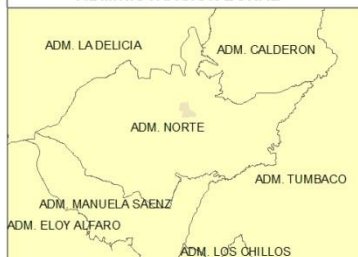 ADM. LA DELICIA
ADM. CALDERON
ADM. NORTE
ADM. TUMBACO
ADM. MANUELA SAENZ
ADM. ELOY ALFARO
ADM. LOS CHILLOS